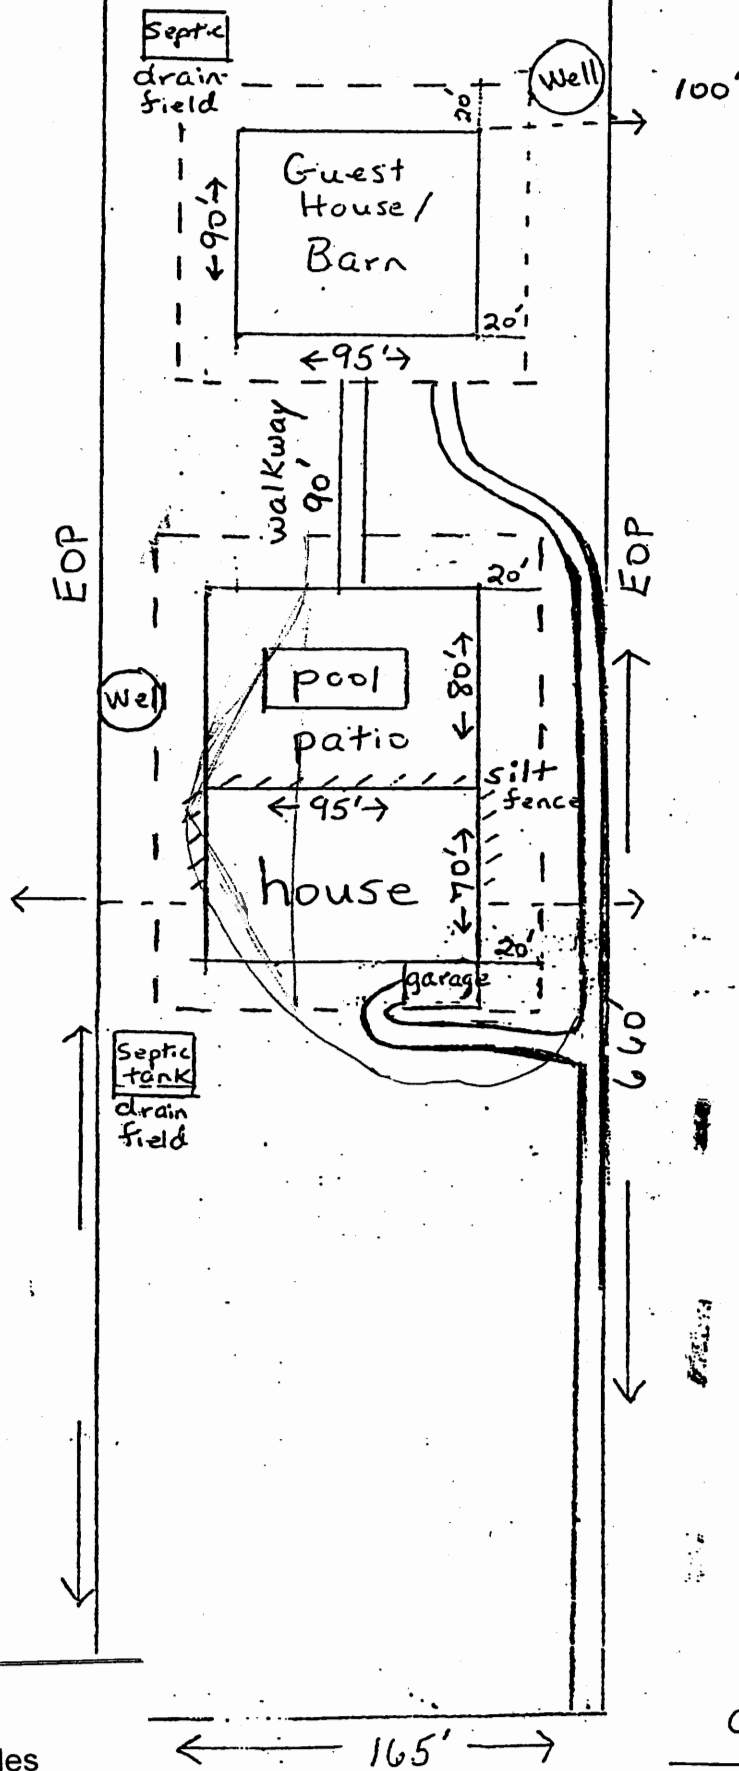 Septic
drain-
field
Well
100'
20'
Guest
House/
Barn
90'
20'
95'
walkway
90'
EOP
EOP
20'
pool
80'
Well
patio
silt
fence
95'
70'
house
20'
garage
640'
Septic
tank
drain
field
165'